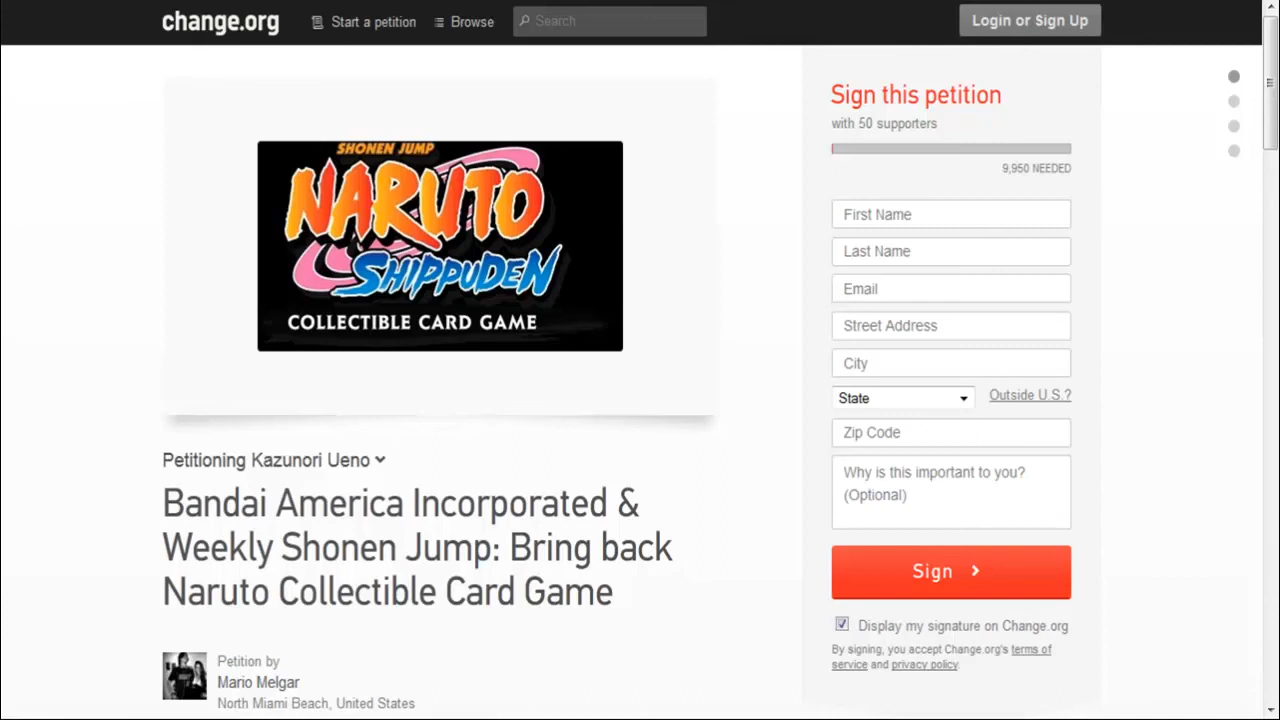 change.org
Start a petition
Browse
Search
Login or Sign Up
SHONEN JUMP
NARUTO
SHIPPUDEN
COLLECTIBLE CARD GAME
Petitioning Kazunori Ueno
Bandai America Incorporated &
Weekly Shonen Jump: Bring back
Naruto Collectible Card Game
Petition by
Mario Melgar
North Miami Beach, United States
Sign this petition
with 50 supporters
9,950 NEEDED
First Name
Last Name
Email
Street Address
City
State
Outside U.S.?
Zip Code
Why is this important to you?
(Optional)
Sign
Display my signature on Change.org
By signing, you accept Change.org's terms of
service and privacy policy.